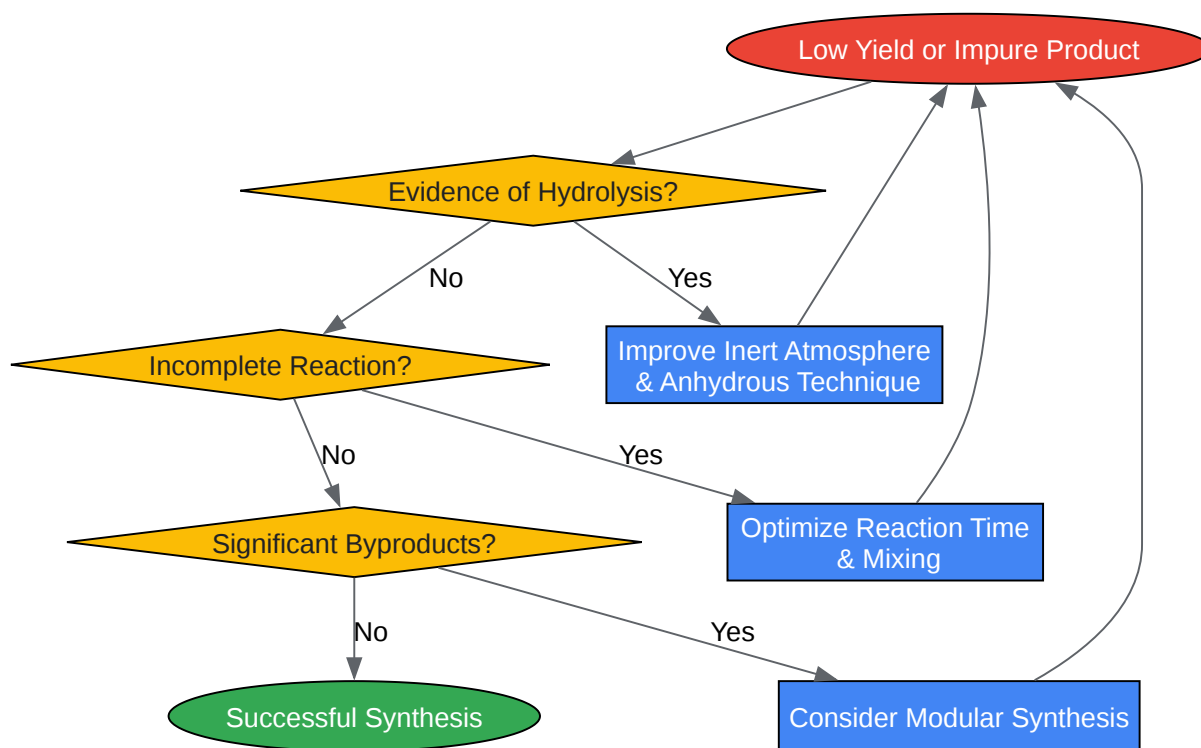 Low Yield or Impure Product
Evidence of Hydrolysis?
No
Yes
Improve Inert Atmosphere
& Anhydrous Technique
Incomplete Reaction?
No
Yes
Optimize Reaction Time
& Mixing
Significant Byproducts?
No
Yes
Successful Synthesis
Consider Modular Synthesis